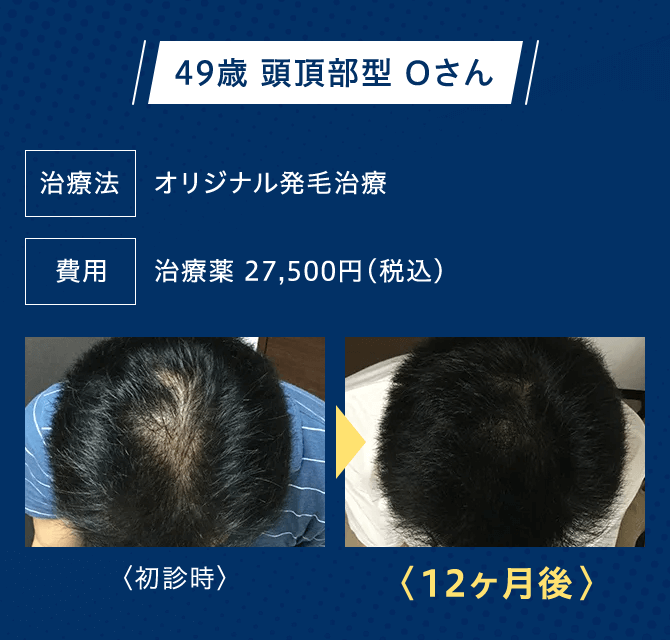 49歳 頭頂部型 Oさん
治療法 オリジナル発毛治療
費用 治療薬 27,500円(税込)
〈初診時〉
〈12ヶ月後〉